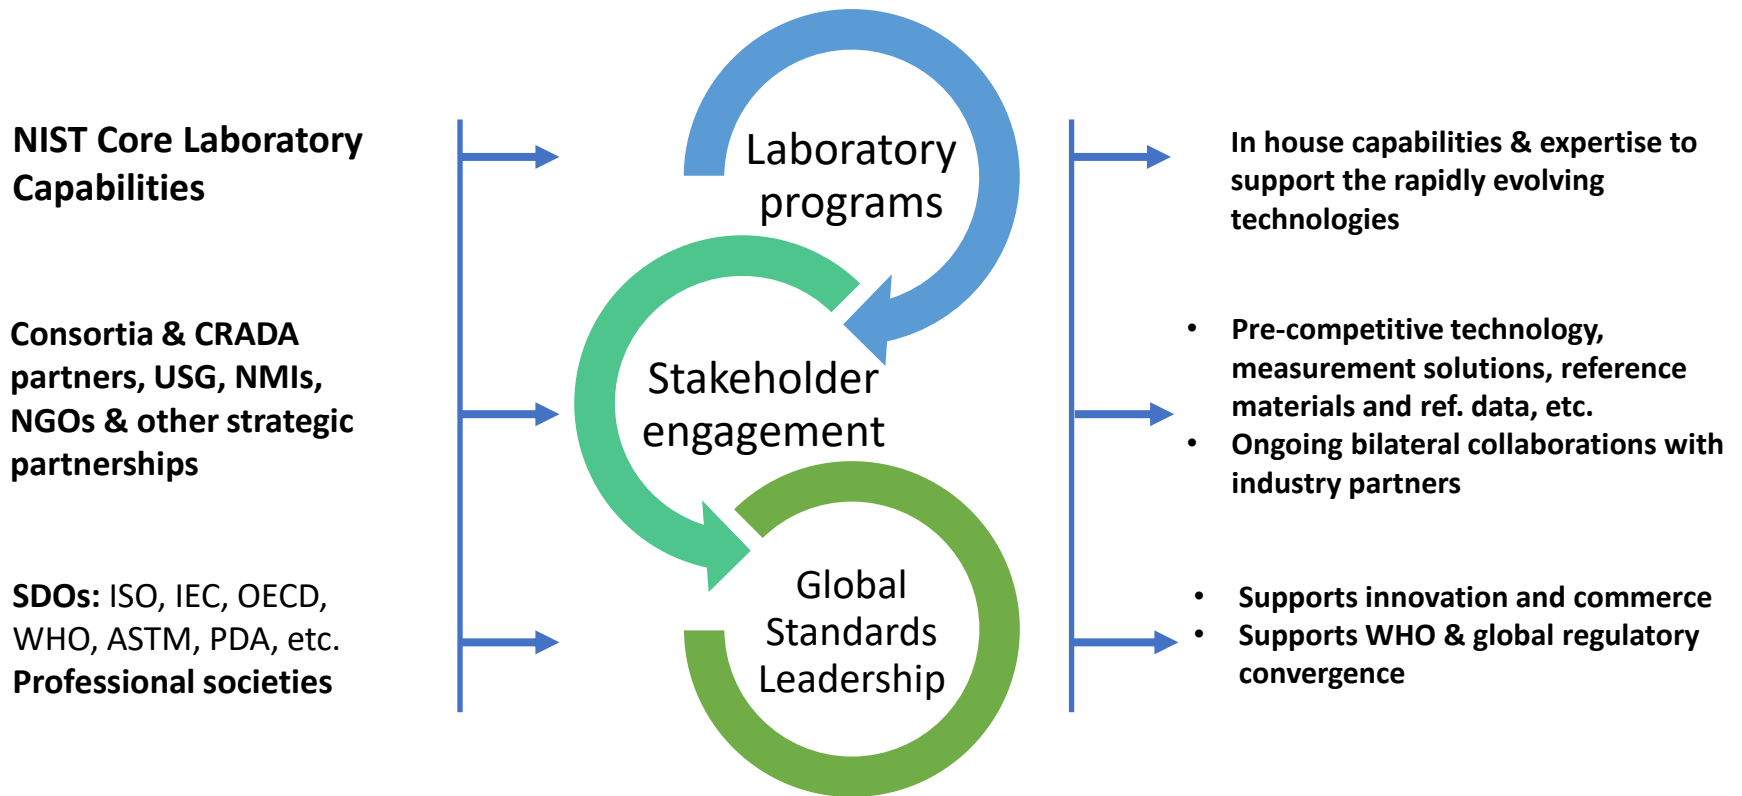 NIST Core Laboratory
Capabilities
Laboratory
programs
In house capabilities & expertise to
support the rapidly evolving
technologies
Consortia & CRADA
partners, USG, NMIs,
NGOs & other strategic
partnerships
Stakeholder
engagement
• Pre-competitive technology,
measurement solutions, reference
materials and ref. data, etc.
• Ongoing bilateral collaborations with
industry partners
SDOs: ISO, IEC, OECD,
WHO, ASTM, PDA, etc.
Professional societies
Global
Standards
Leadership
• Supports innovation and commerce
• Supports WHO & global regulatory
convergence